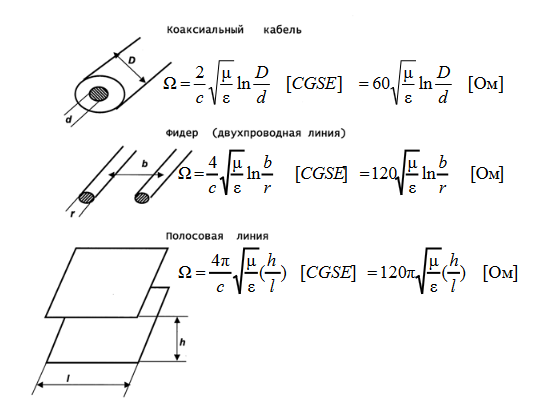 Коаксиальный кабель
D
d
Ω = 2/c √(μ/ε) ln D/d [CGSE] = 60√(μ/ε) ln D/d [Ом]
Фидер (двухпроводная линия)
b
r
Ω = 4/c √(μ/ε) ln b/r [CGSE] = 120√(μ/ε) ln b/r [Ом]
Полосовая линия
Ω = 4π/c √(μ/ε) (h/l) [CGSE] = 120π√(μ/ε) (h/l) [Ом]
h
l